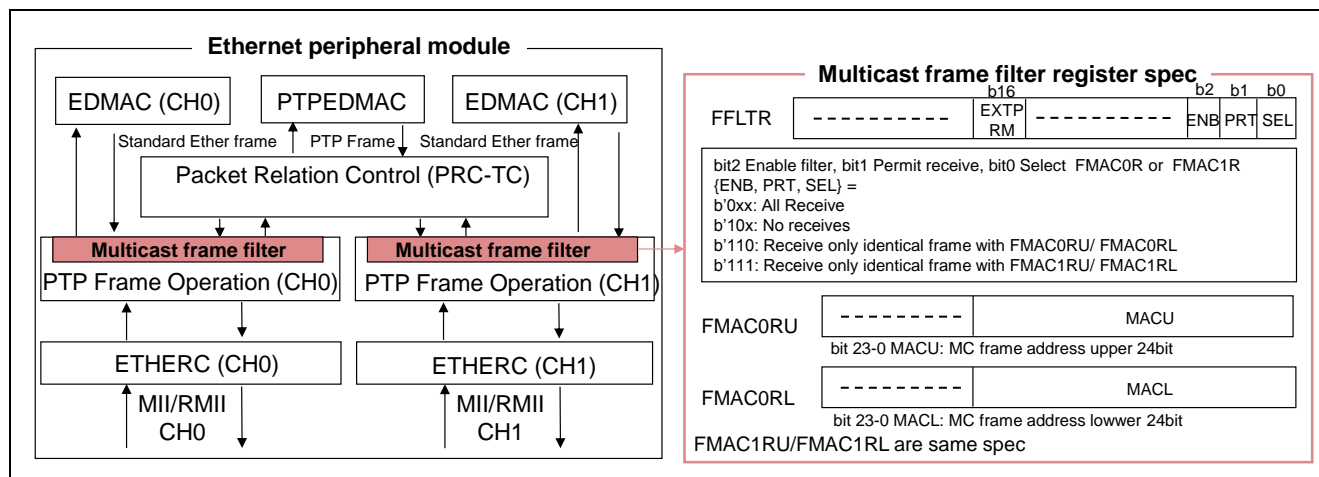 Ethernet peripheral module
EDMAC (CH0)
PTPEDMAC
EDMAC (CH1)
Standard Ether frame
PTP Frame
Standard Ether frame
Packet Relation Control (PRC-TC)
Multicast frame filter
Multicast frame filter
PTP Frame Operation (CH0)
PTP Frame Operation (CH1)
ETHERC (CH0)
ETHERC (CH1)
MII/RMII
CH0
MII/RMII
CH1
Multicast frame filter register spec
b16
b2
b1
b0
FFLTR
EXTP
RM
ENB
PRT
SEL
bit2 Enable filter, bit1 Permit receive, bit0 Select FMAC0R or FMAC1R
{ENB, PRT, SEL} =
b'0xx: All Receive
b'10x: No receives
b'110: Receive only identical frame with FMAC0RU/ FMAC0RL
b'111: Receive only identical frame with FMAC1RU/ FMAC1RL
FMAC0RU
MACU
bit 23-0 MACU: MC frame address upper 24bit
FMAC0RL
MACL
bit 23-0 MACL: MC frame address lowwer 24bit
FMAC1RU/FMAC1RL are same spec